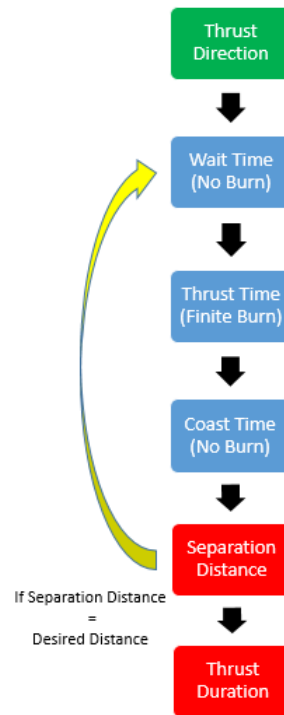 Thrust
Direction
Wait Time
(No Burn)
Thrust Time
(Finite Burn)
Coast Time
(No Burn)
Separation
Distance
If Separation Distance
=
Desired Distance
Thrust
Duration